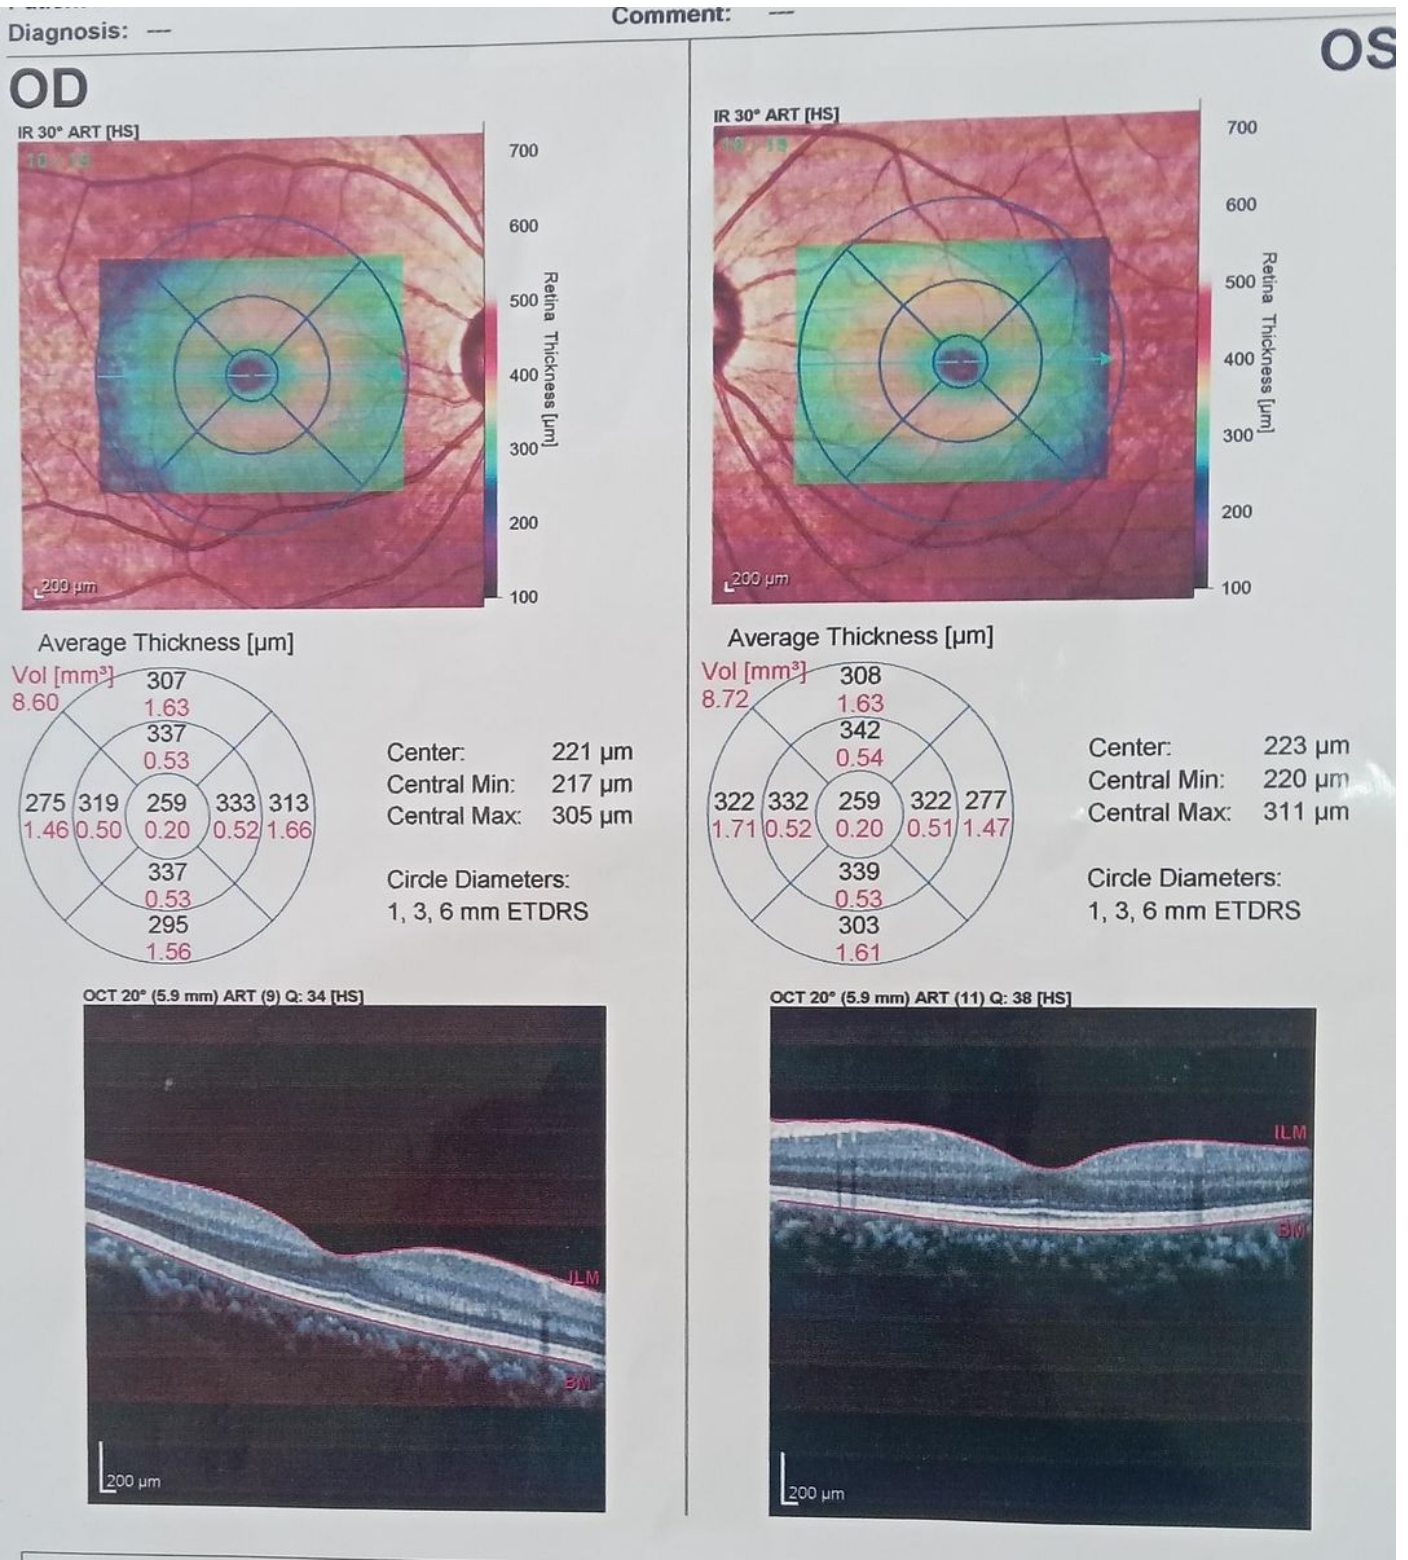 Comment: ---
Diagnosis: ---
OD
IR 30° ART [HS]
700
600
500
400
300
200
100
Retina Thickness [µm]
200 µm
Average Thickness [µm]
Vol [mm³]
8.60
307
1.63
337
0.53
275 319 259 333 313
1.46 0.50 0.20 0.52 1.66
337
0.53
295
1.56
Center: 221 µm
Central Min: 217 µm
Central Max: 305 µm
Circle Diameters:
1, 3, 6 mm ETDRS
OCT 20° (5.9 mm) ART (9) Q: 34 [HS]
ILM
BM
200 µm
OS
IR 30° ART [HS]
700
600
500
400
300
200
100
Retina Thickness [µm]
200 µm
Average Thickness [µm]
Vol [mm³]
8.72
308
1.63
342
0.54
322 332 259 322 277
1.71 0.52 0.20 0.51 1.47
339
0.53
303
1.61
Center: 223 µm
Central Min: 220 µm
Central Max: 311 µm
Circle Diameters:
1, 3, 6 mm ETDRS
OCT 20° (5.9 mm) ART (11) Q: 38 [HS]
ILM
BM
200 µm